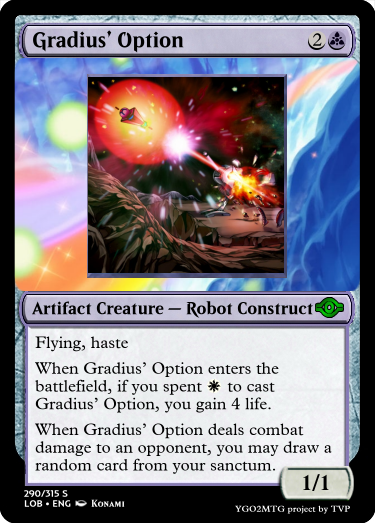 Gradius' Option 2
Artifact Creature — Robot Construct
Flying, haste
When Gradius' Option enters the
battlefield, if you spent to cast
Gradius' Option, you gain 4 life.
When Gradius' Option deals combat
damage to an opponent, you may draw a
random card from your sanctum.
1/1
290/315 S
LOB • ENG Konami
YGO2MTG project by TVP